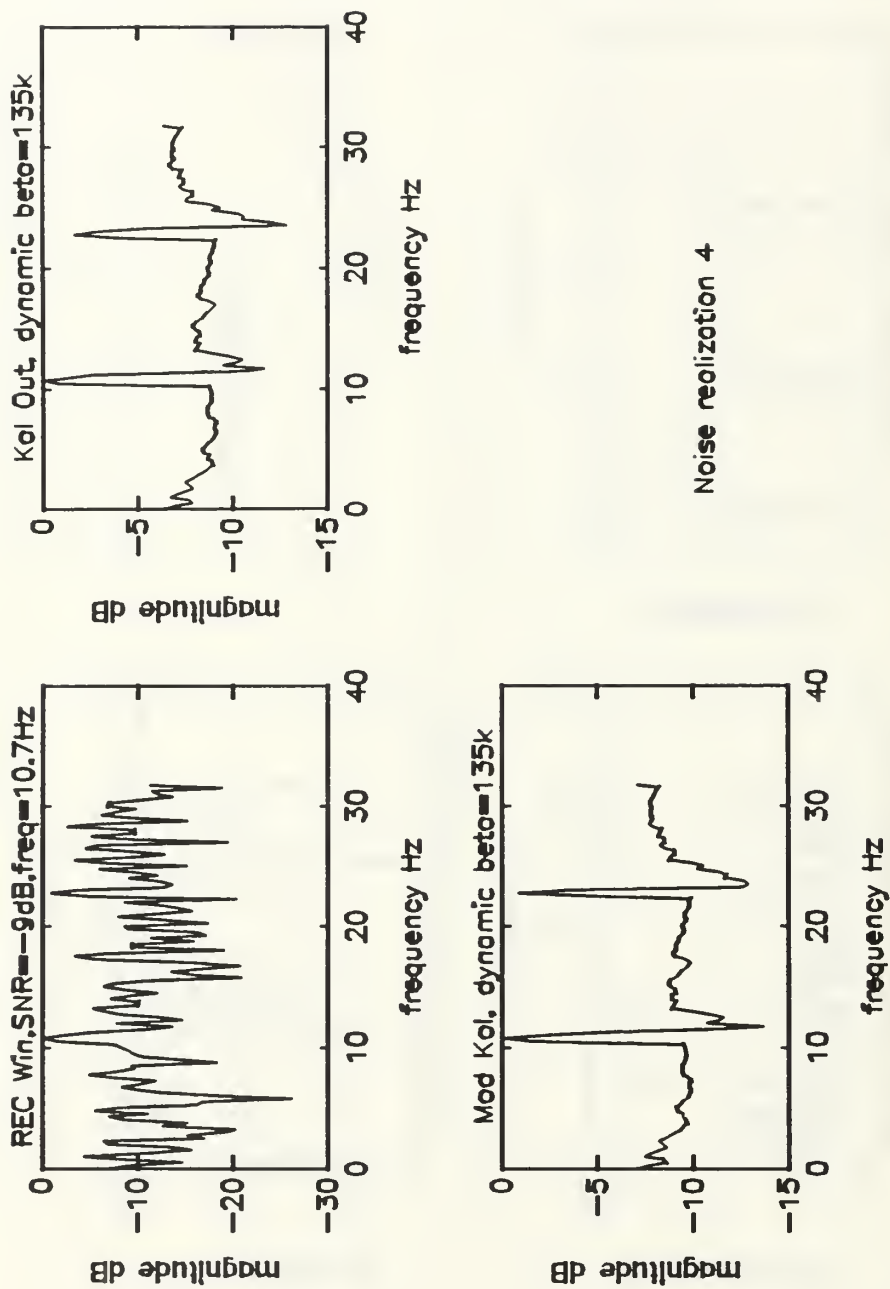 REC Win,SNR=-9dB,freq=10.7Hz
0
-10
-20
-30
magnitude dB
0
10
20
30
40
frequency Hz
Kal Out, dynamic beta=135k
0
-5
-10
-15
magnitude dB
0
10
20
30
40
frequency Hz
Mod Kal, dynamic beta=135k
0
-5
-10
-15
magnitude dB
0
10
20
30
40
frequency Hz
Noise realization 4